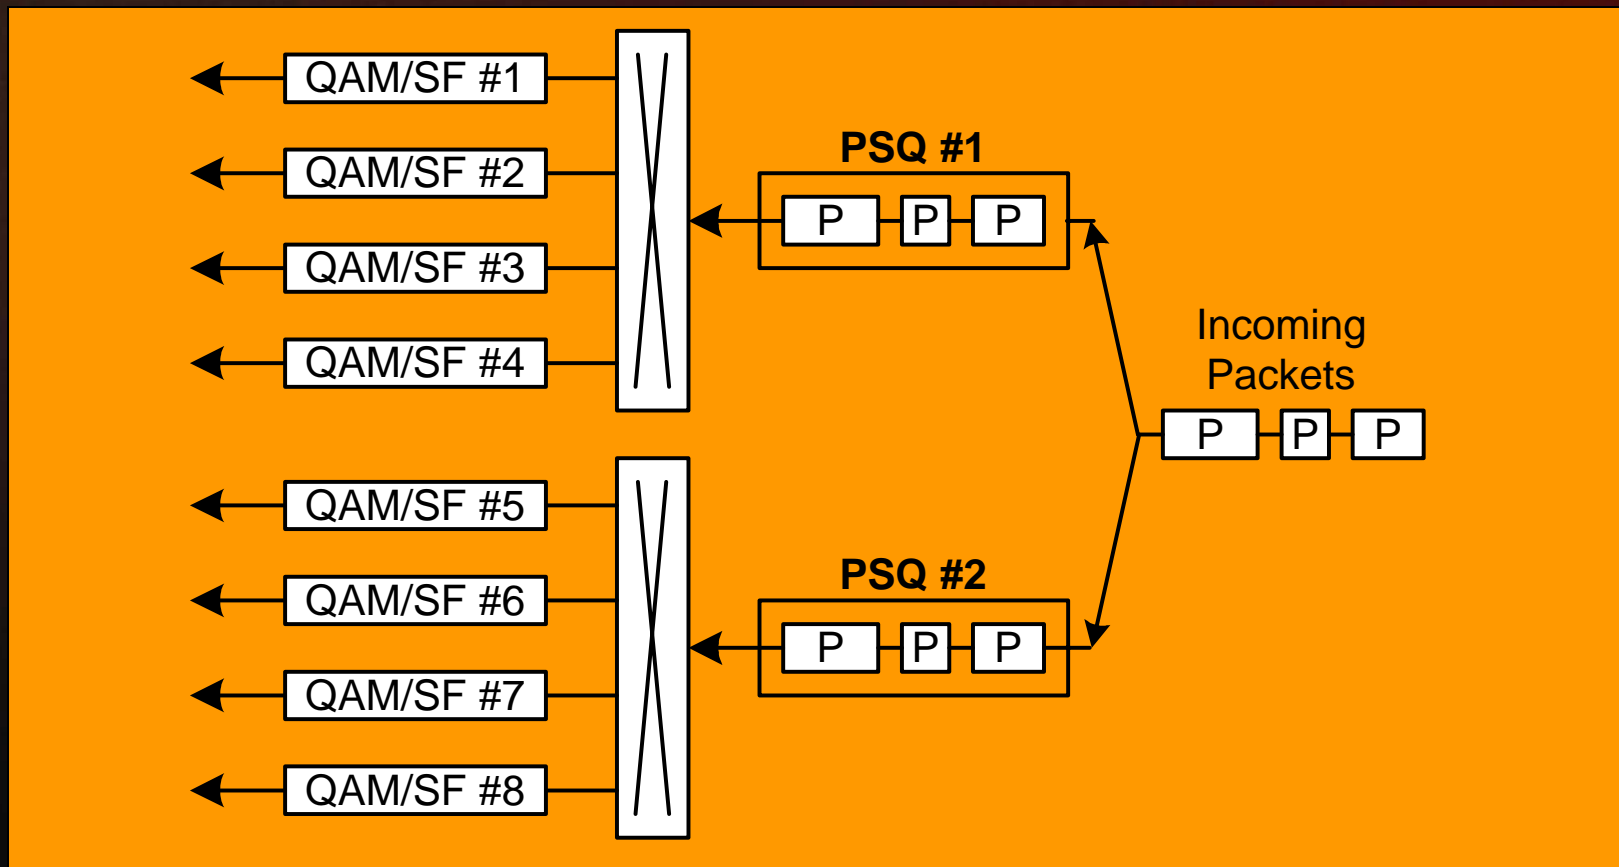 QAM/SF #1
QAM/SF #2
QAM/SF #3
QAM/SF #4
PSQ #1
P P P
Incoming
Packets
P P P
QAM/SF #5
QAM/SF #6
QAM/SF #7
QAM/SF #8
PSQ #2
P P P